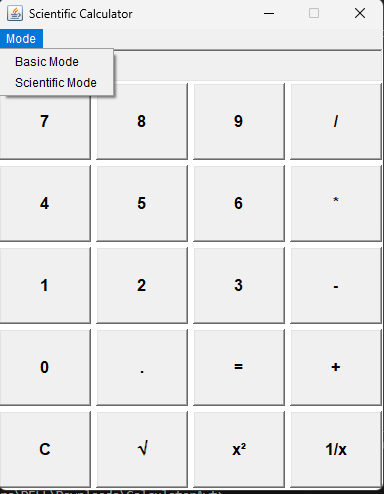 Scientific Calculator
Mode
Basic Mode
Scientific Mode
7 8 9 /
4 5 6 *
1 2 3 -
0 . = +
C √ x² 1/x